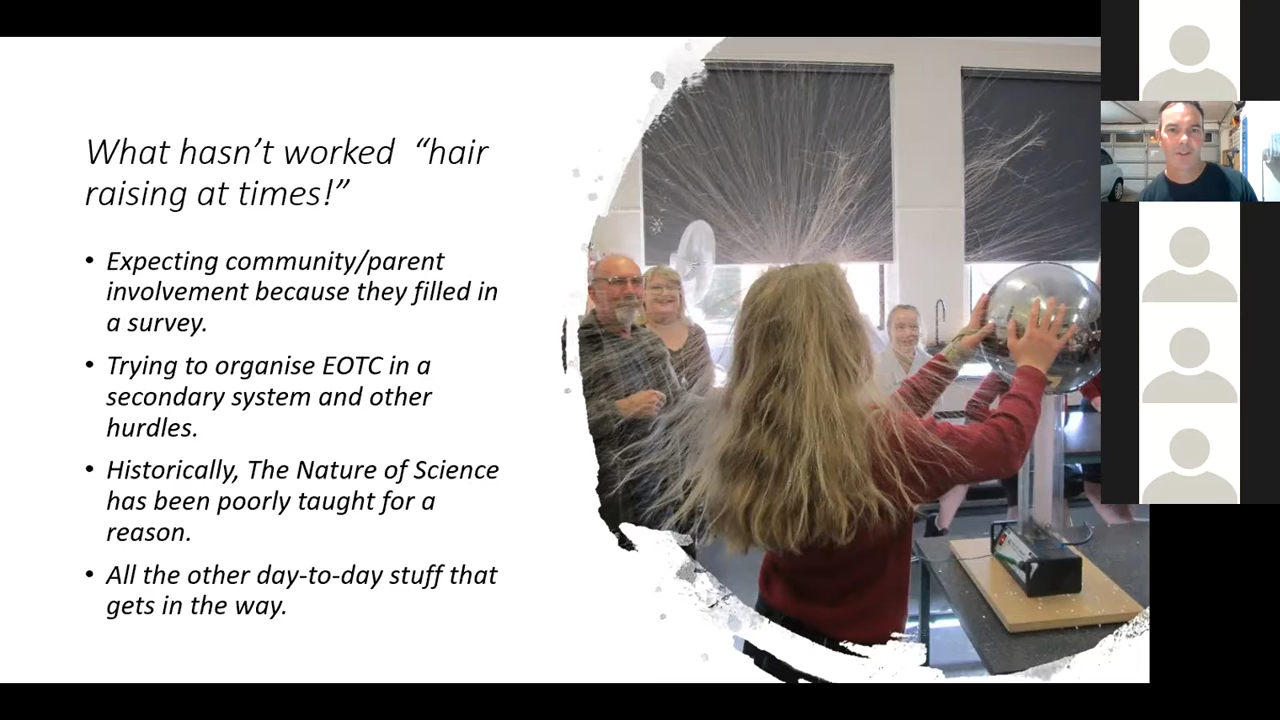 What hasn’t worked  “hair
raising at times!”
• Expecting community/parent
involvement because they filled in
a survey.
• Trying to organise EOTC in a
secondary system and other
hurdles.
• Historically, The Nature of Science
has been poorly taught for a
reason.
• All the other day-to-day stuff that
gets in the way.